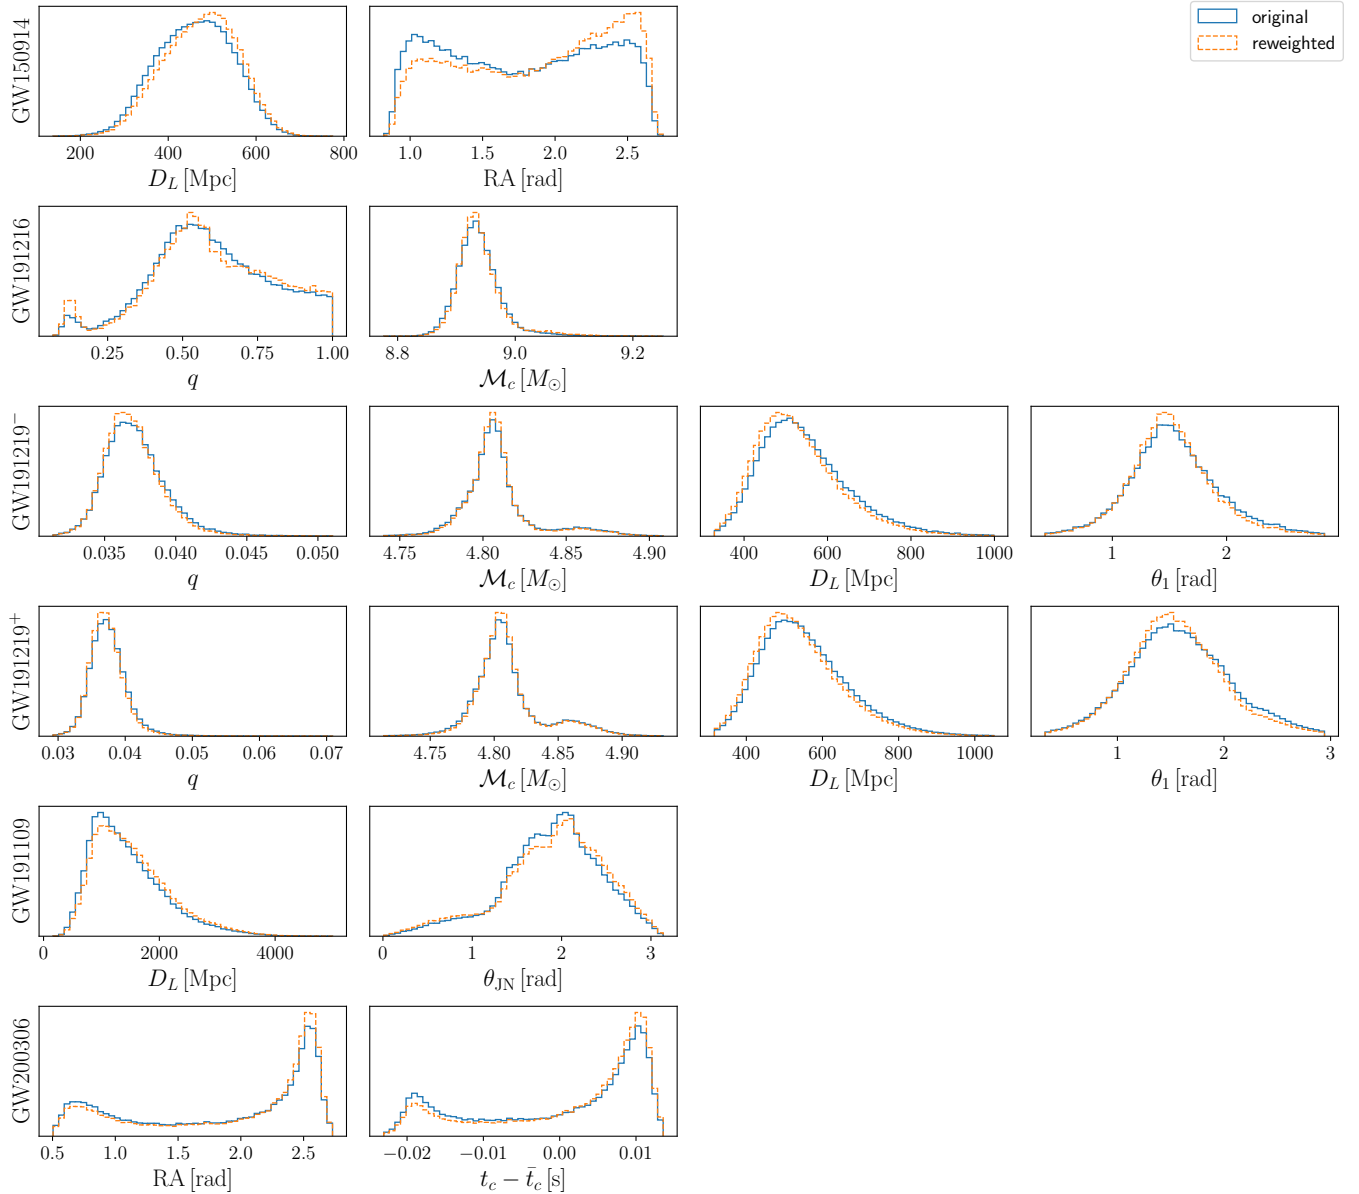 original
reweighted
GW150914
200 400 600 800
D_L [Mpc]
1.0 1.5 2.0 2.5
RA [rad]
GW191216
0.25 0.50 0.75 1.00
q
8.8 9.0 9.2
ℳ_c [M_⊙]
GW191219⁻
0.035 0.040 0.045 0.050
q
4.75 4.80 4.85 4.90
ℳ_c [M_⊙]
400 600 800 1000
D_L [Mpc]
1 2
θ_1 [rad]
GW191219⁺
0.03 0.04 0.05 0.06 0.07
q
4.75 4.80 4.85 4.90
ℳ_c [M_⊙]
400 600 800 1000
D_L [Mpc]
1 2 3
θ_1 [rad]
GW191109
0 2000 4000
D_L [Mpc]
0 1 2 3
θ_JN [rad]
GW200306
0.5 1.0 1.5 2.0 2.5
RA [rad]
−0.02 −0.01 0.00 0.01
t_c − t̄_c [s]